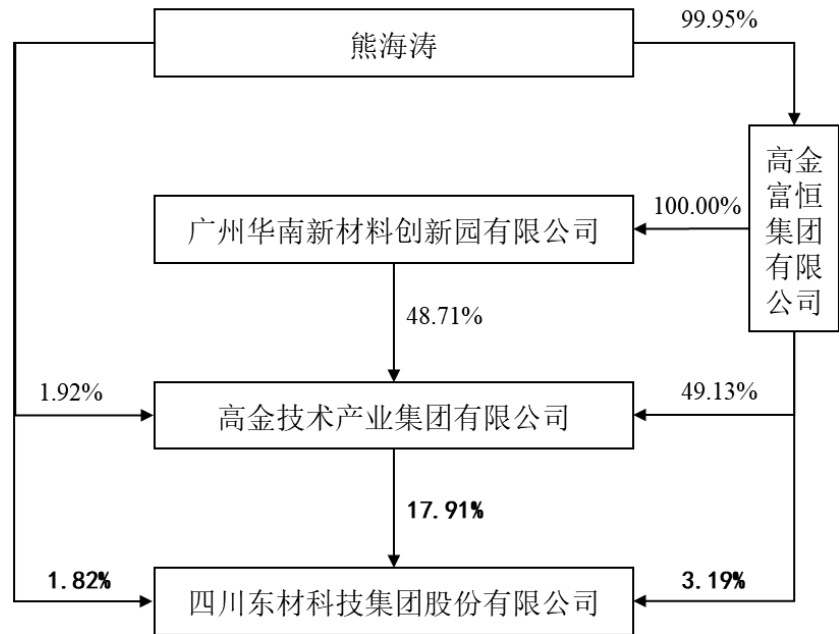 熊海涛
99.95%
高金
富恒
集团
有限
公司
100.00%
广州华南新材料创新园有限公司
48.71%
1.92%
高金技术产业集团有限公司
49.13%
17.91%
1.82%
四川东材科技集团股份有限公司
3.19%